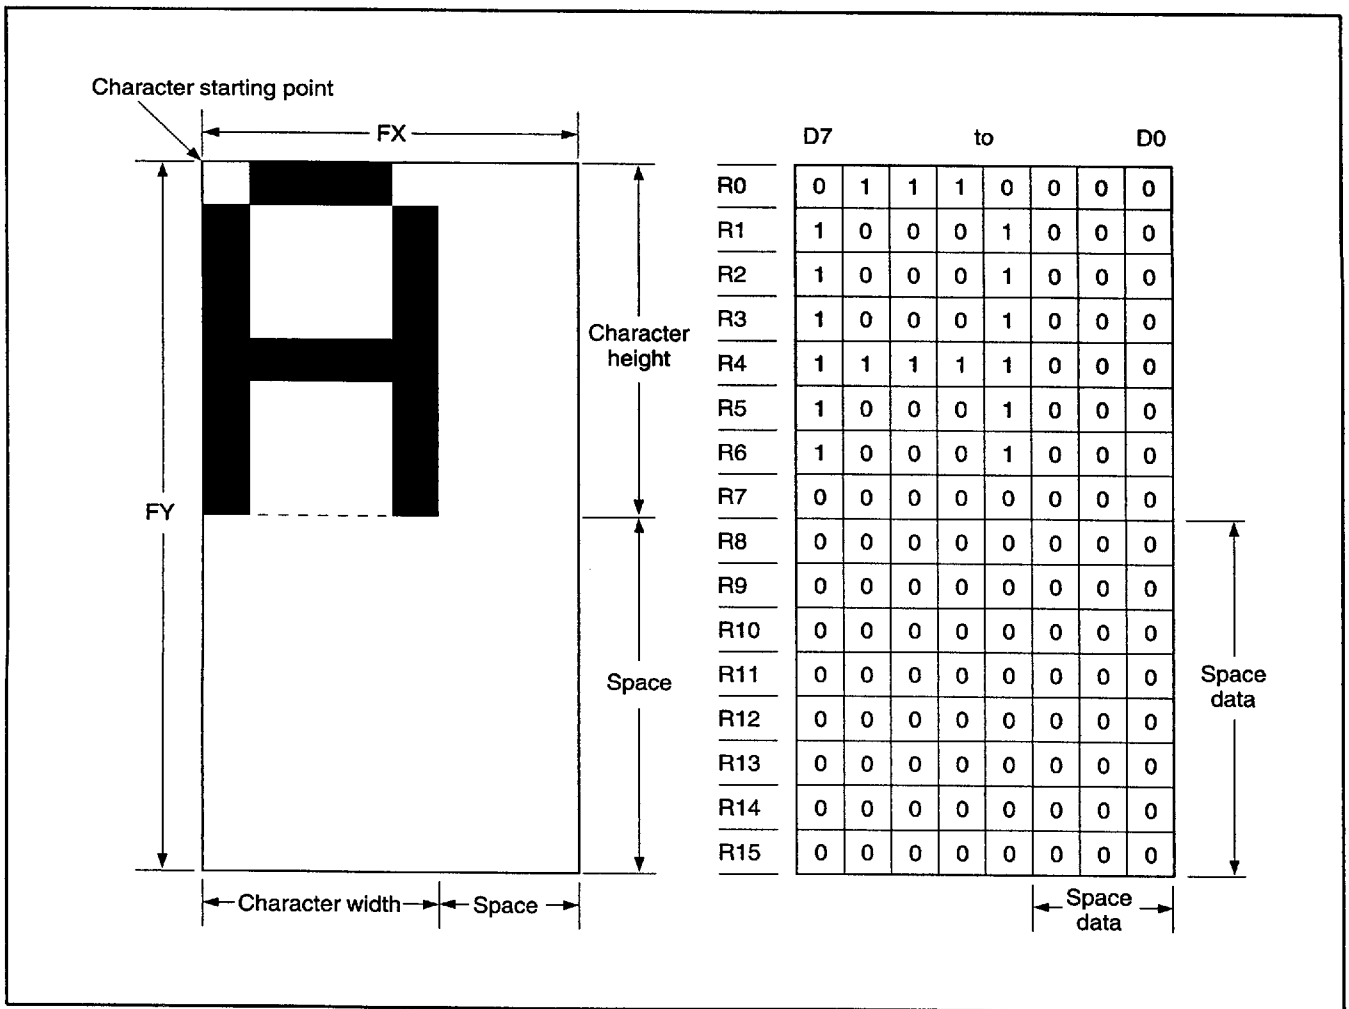 Character starting point
FX
FY
Character height
Space
Character width
Space
D7 to D0
R0 0 1 1 1 0 0 0 0
R1 1 0 0 0 1 0 0 0
R2 1 0 0 0 1 0 0 0
R3 1 0 0 0 1 0 0 0
R4 1 1 1 1 1 0 0 0
R5 1 0 0 0 1 0 0 0
R6 1 0 0 0 1 0 0 0
R7 0 0 0 0 0 0 0 0
R8 0 0 0 0 0 0 0 0
R9 0 0 0 0 0 0 0 0
R10 0 0 0 0 0 0 0 0
R11 0 0 0 0 0 0 0 0
R12 0 0 0 0 0 0 0 0
R13 0 0 0 0 0 0 0 0
R14 0 0 0 0 0 0 0 0
R15 0 0 0 0 0 0 0 0
Space
data
Space
data